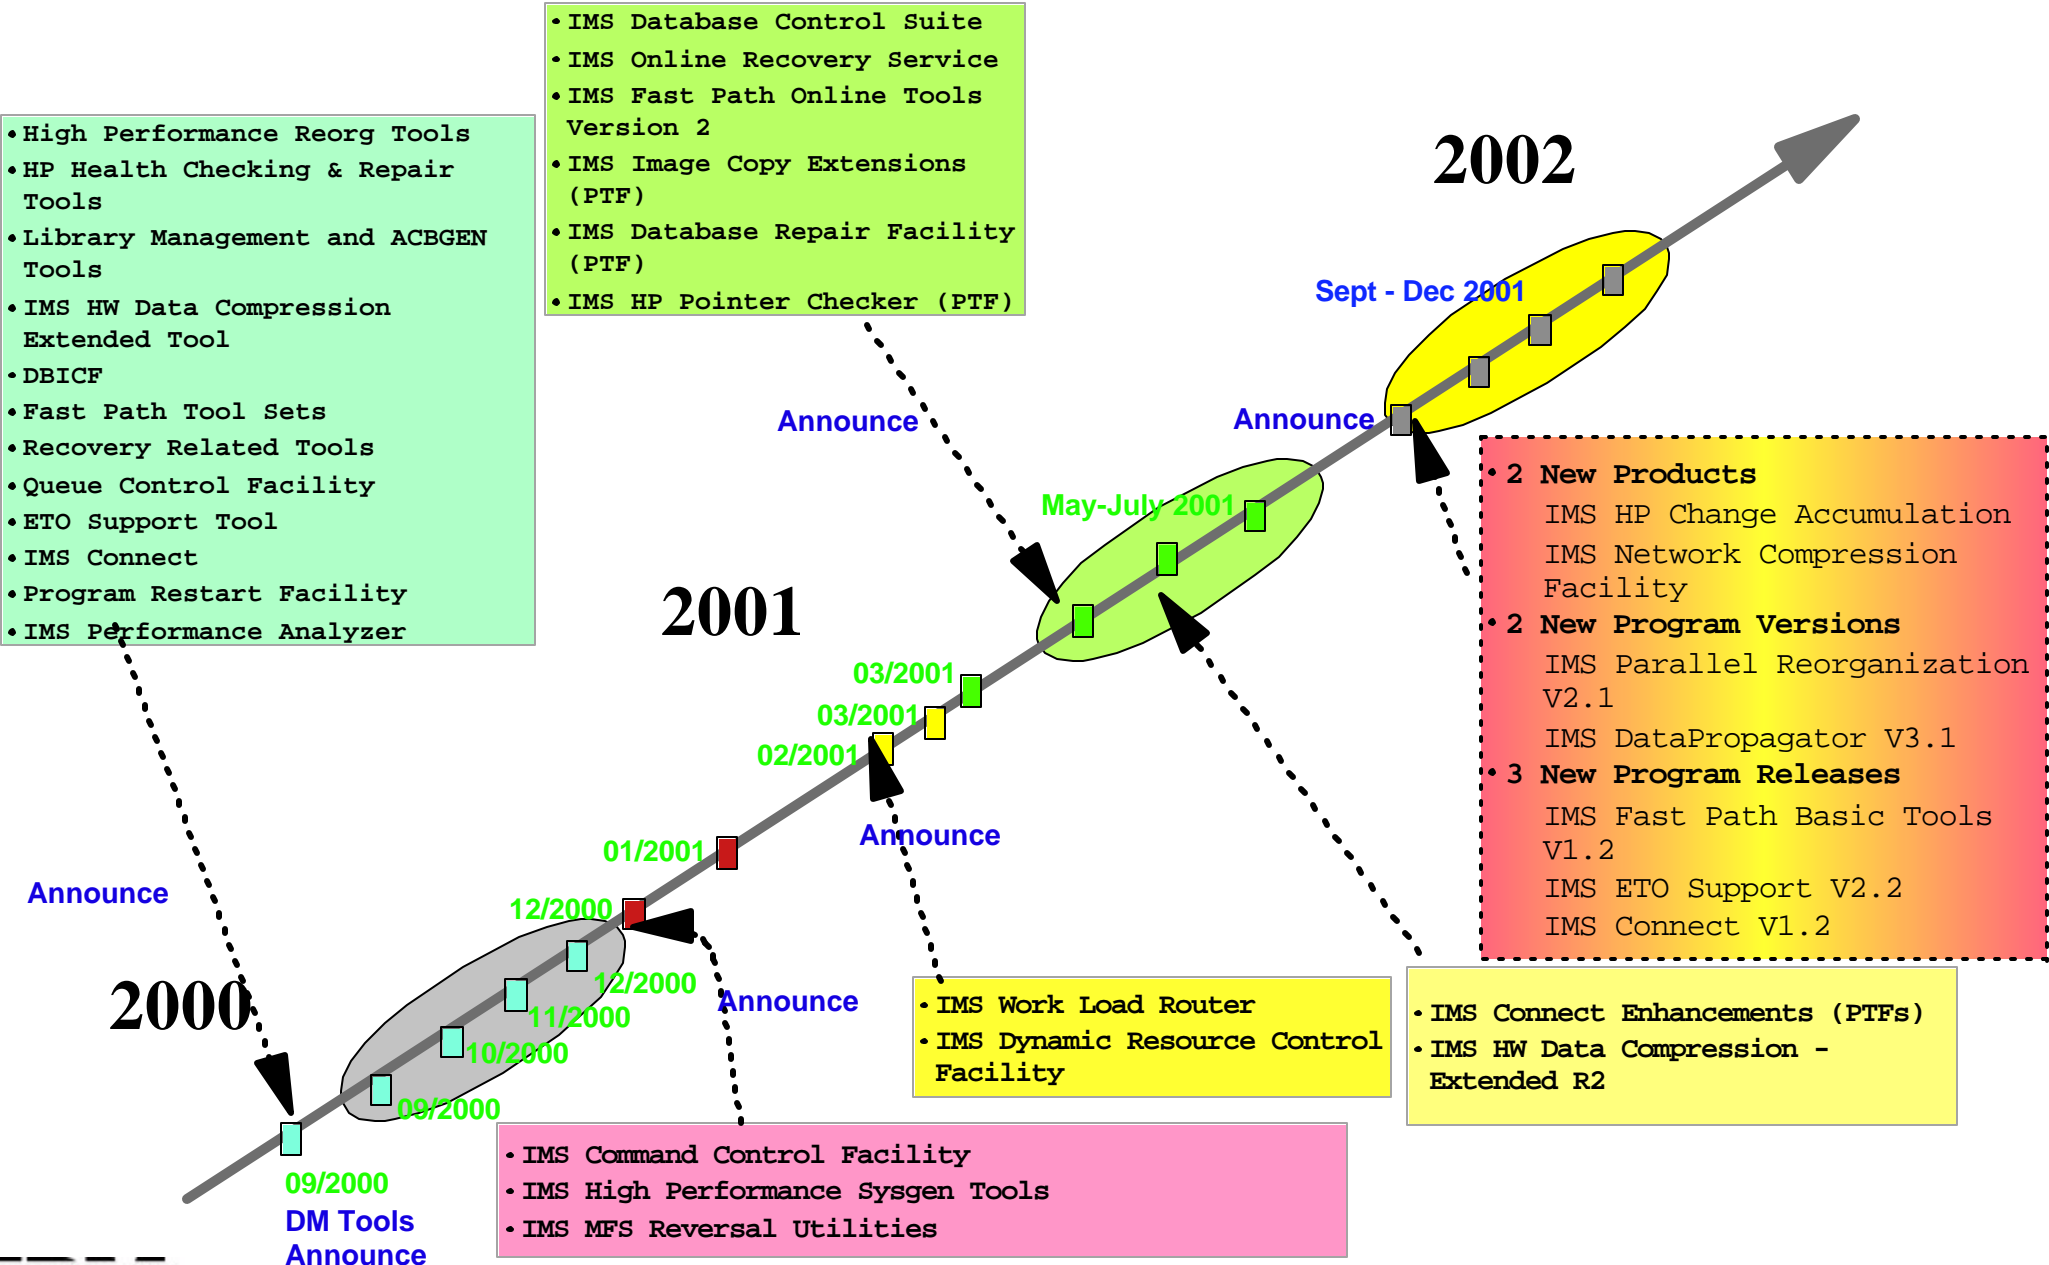 • IMS Database Control Suite
• IMS Online Recovery Service
• IMS Fast Path Online Tools
Version 2
• IMS Image Copy Extensions
(PTF)
• IMS Database Repair Facility
(PTF)
• IMS HP Pointer Checker (PTF)
• High Performance Reorg Tools
• HP Health Checking & Repair
Tools
• Library Management and ACBGEN
Tools
• IMS HW Data Compression
Extended Tool
• DBICF
• Fast Path Tool Sets
• Recovery Related Tools
• Queue Control Facility
• ETO Support Tool
• IMS Connect
• Program Restart Facility
• IMS Performance Analyzer
2002
Sept - Dec 2001
Announce
Announce
May-July 2001
• 2 New Products
IMS HP Change Accumulation
IMS Network Compression
Facility
• 2 New Program Versions
IMS Parallel Reorganization
V2.1
IMS DataPropagator V3.1
• 3 New Program Releases
IMS Fast Path Basic Tools
V1.2
IMS ETO Support V2.2
IMS Connect V1.2
2001
03/2001
03/2001
02/2001
Announce
01/2001
Announce
12/2000
2000
12/2000
Announce
11/2000
10/2000
09/2000
• IMS Work Load Router
• IMS Dynamic Resource Control
Facility
• IMS Connect Enhancements (PTFs)
• IMS HW Data Compression -
Extended R2
• IMS Command Control Facility
• IMS High Performance Sysgen Tools
• IMS MFS Reversal Utilities
09/2000
DM Tools
Announce